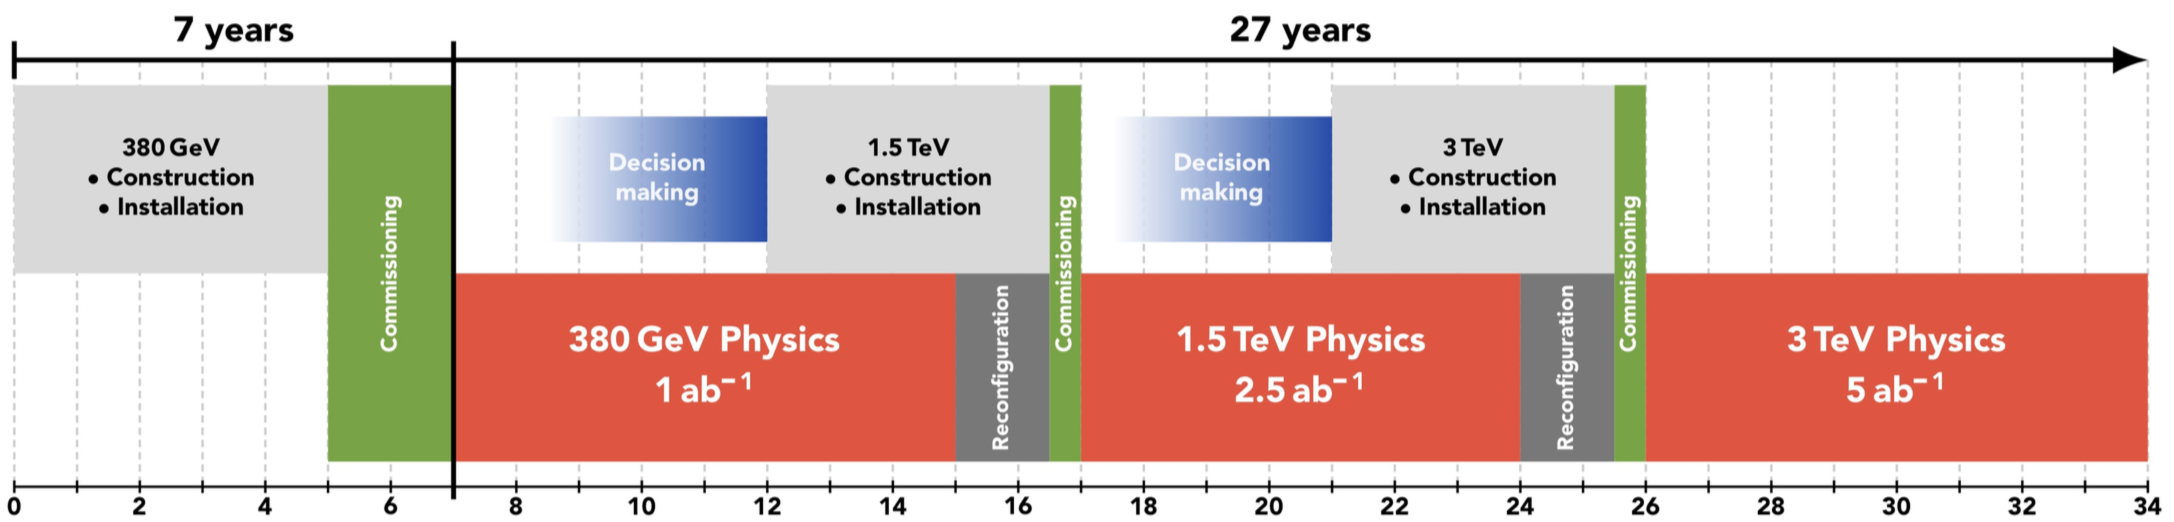 7 years
27 years
380 GeV
• Construction
• Installation
Commissioning
Decision
making
1.5 TeV
• Construction
• Installation
Commissioning
Decision
making
3 TeV
• Construction
• Installation
Commissioning
380 GeV Physics
1 ab⁻¹
Reconfiguration
1.5 TeV Physics
2.5 ab⁻¹
Reconfiguration
3 TeV Physics
5 ab⁻¹
0 2 4 6 8 10 12 14 16 18 20 22 24 26 28 30 32 34